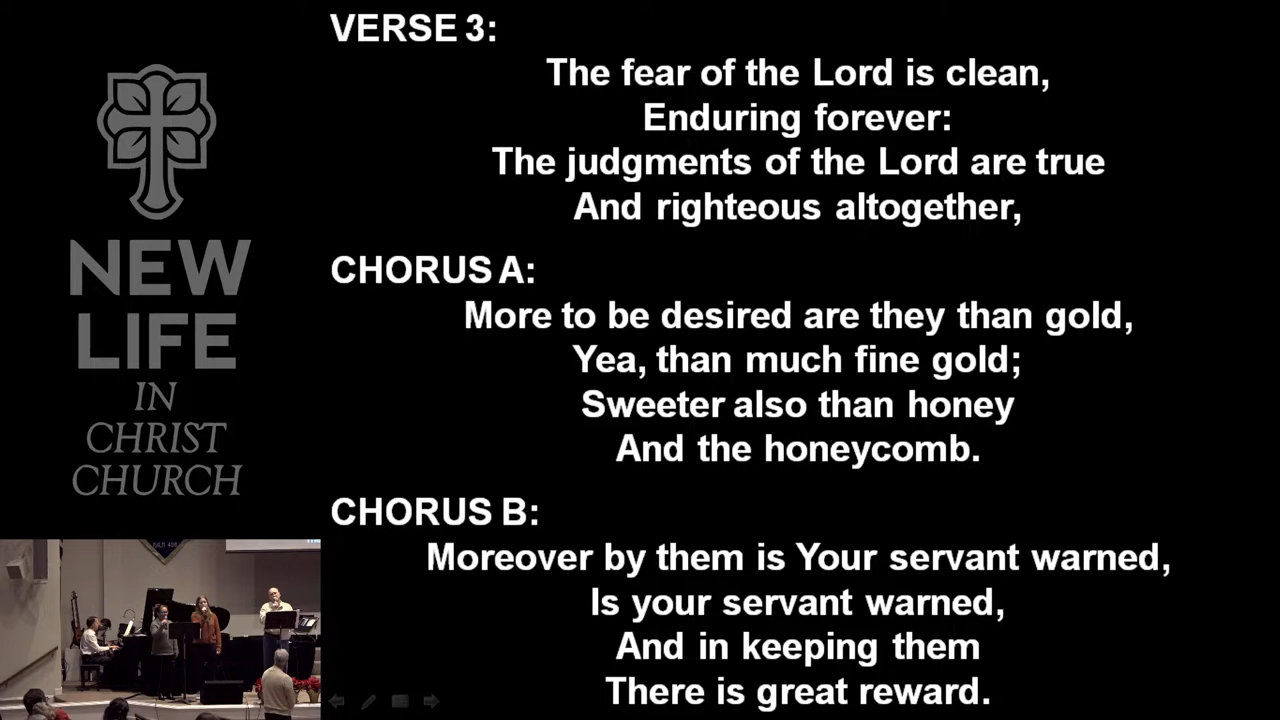 VERSE 3:
The fear of the Lord is clean,
Enduring forever:
The judgments of the Lord are true
And righteous altogether,
CHORUS A:
More to be desired are they than gold,
Yea, than much fine gold;
Sweeter also than honey
And the honeycomb.
CHORUS B:
Moreover by them is Your servant warned,
Is your servant warned,
And in keeping them
There is great reward.
NEW
LIFE
IN
CHRIST
CHURCH